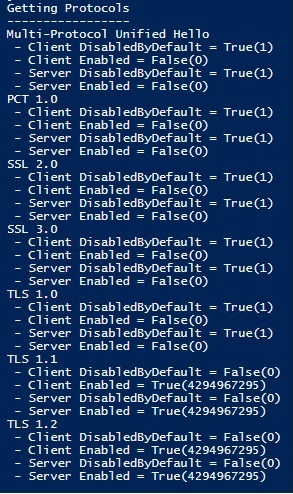 Getting Protocols
-----------------
Multi-Protocol Unified Hello
- Client DisabledByDefault = True(1)
- Client Enabled = False(0)
- Server DisabledByDefault = True(1)
- Server Enabled = False(0)
PCT 1.0
- Client DisabledByDefault = True(1)
- Client Enabled = False(0)
- Server DisabledByDefault = True(1)
- Server Enabled = False(0)
SSL 2.0
- Client DisabledByDefault = True(1)
- Client Enabled = False(0)
- Server DisabledByDefault = True(1)
- Server Enabled = False(0)
SSL 3.0
- Client DisabledByDefault = True(1)
- Client Enabled = False(0)
- Server DisabledByDefault = True(1)
- Server Enabled = False(0)
TLS 1.0
- Client DisabledByDefault = True(1)
- Client Enabled = False(0)
- Server DisabledByDefault = True(1)
- Server Enabled = False(0)
TLS 1.1
- Client DisabledByDefault = False(0)
- Client Enabled = True(4294967295)
- Server DisabledByDefault = False(0)
- Server Enabled = True(4294967295)
TLS 1.2
- Client DisabledByDefault = False(0)
- Client Enabled = True(4294967295)
- Server DisabledByDefault = False(0)
- Server Enabled = True(4294967295)